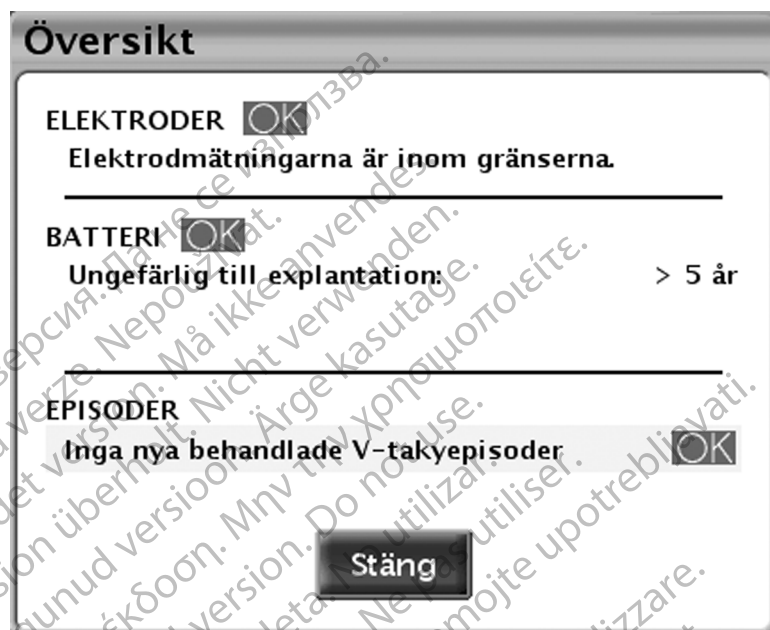 Översikt
ELEKTRODER OK
Elektrodmätningarna är inom gränserna.
BATTERI OK
Ungefärlig till explantation: > 5 år
EPISODER
Inga nya behandlade V-takyepisoder OK
Stäng